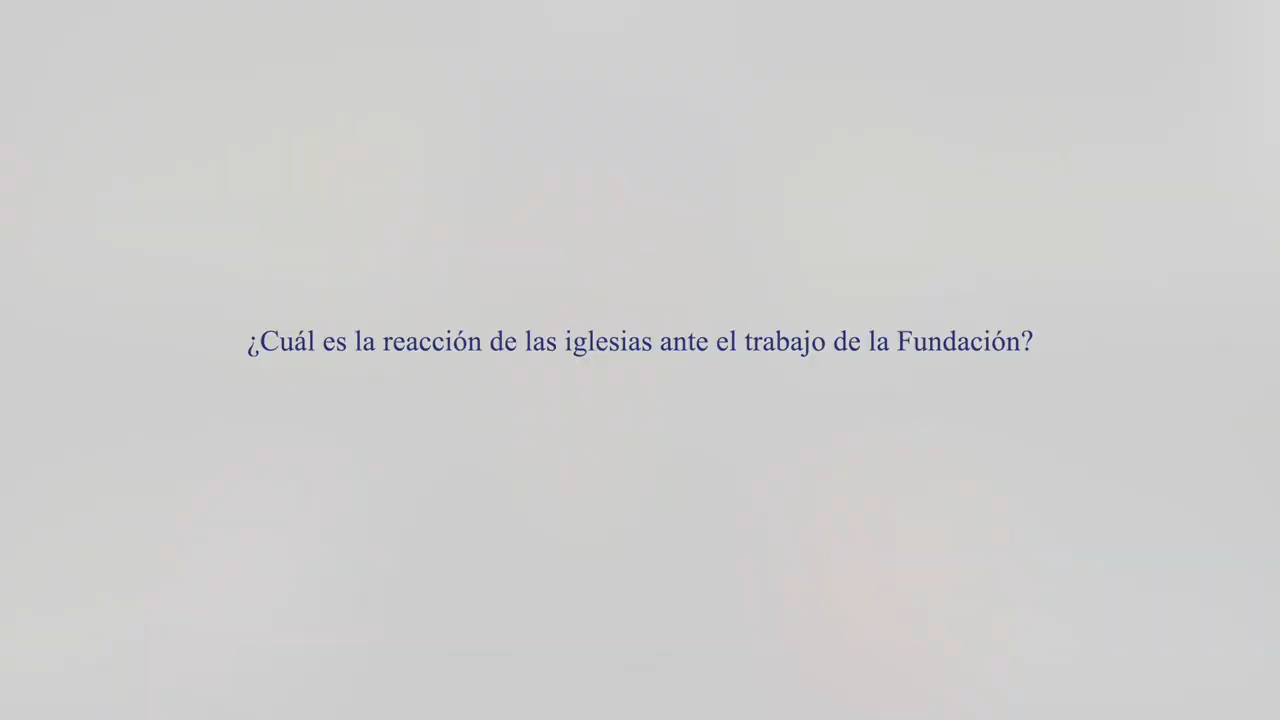 ¿Cuál es la reacción de las iglesias ante el trabajo de la Fundación?